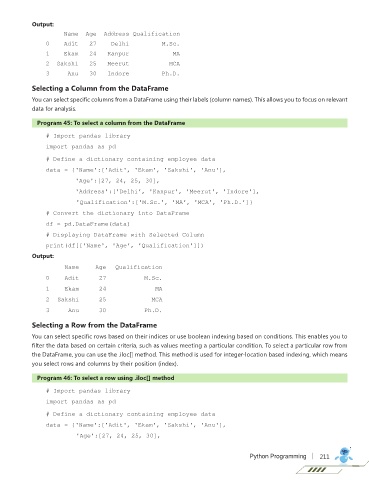 Output:
Name Age Address Qualification
0 Adit 27 Delhi M.Sc.
1 Ekam 24 Kanpur MA
2 Sakshi 25 Meerut MCA
3 Anu 30 Indore Ph.D.
Selecting a Column from the DataFrame
You can select specific columns from a DataFrame using their labels (column names). This allows you to focus on relevant
data for analysis.
Program 45: To select a column from the DataFrame
# Import pandas library
import pandas as pd
# Define a dictionary containing employee data
data = {'Name':['Adit', 'Ekam', 'Sakshi', 'Anu'],
'Age':[27, 24, 25, 30],
'Address':['Delhi', 'Kanpur', 'Meerut', 'Indore'],
'Qualification':['M.Sc.', 'MA', 'MCA', 'Ph.D.']}
# Convert the dictionary into DataFrame
df = pd.DataFrame(data)
# Displaying DataFrame with Selected Column
print(df[['Name', 'Age', 'Qualification']])
Output:
Name Age Qualification
0 Adit 27 M.Sc.
1 Ekam 24 MA
2 Sakshi 25 MCA
3 Anu 30 Ph.D.
Selecting a Row from the DataFrame
You can select specific rows based on their indices or use boolean indexing based on conditions. This enables you to
filter the data based on certain criteria, such as values meeting a particular condition. To select a particular row from
the DataFrame, you can use the .iloc[] method. This method is used for integer-location based indexing, which means
you select rows and columns by their position (index).
Program 46: To select a row using .iloc[] method
# Import pandas library
import pandas as pd
# Define a dictionary containing employee data
data = {'Name':['Adit', 'Ekam', 'Sakshi', 'Anu'],
'Age':[27, 24, 25, 30],
Python Programming | 211